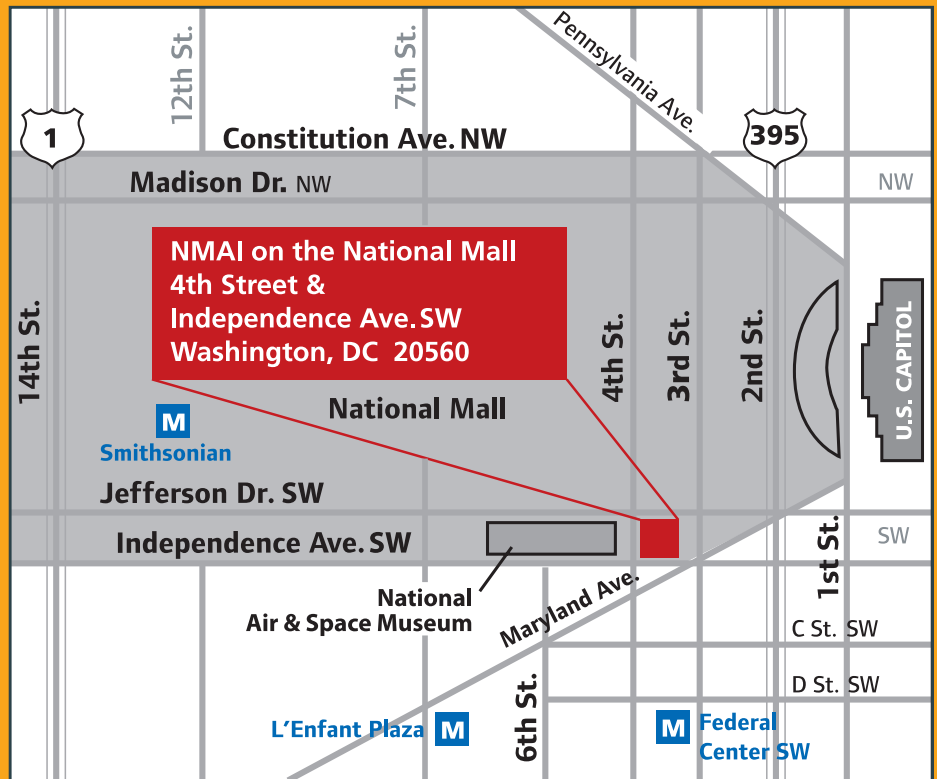 Pennsylvania Ave.
12th St.
7th St.
1
395
Constitution Ave. NW
Madison Dr. NW
NW
NMAI on the National Mall
4th Street &
Independence Ave. SW
Washington, DC 20560
14th St.
4th St.
3rd St.
2nd St.
U.S. CAPITOL
National Mall
M
Smithsonian
Jefferson Dr. SW
Independence Ave. SW
SW
1st St.
National
Air & Space Museum
Maryland Ave.
C St. SW
D St. SW
6th St.
L'Enfant Plaza M
M Federal
Center SW